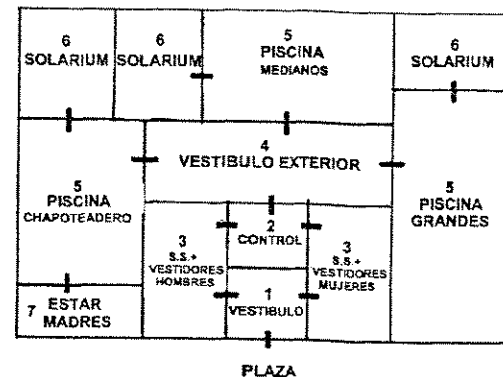 6
SOLARIUM
6
SOLARIUM
5
PISCINA
MEDIANOS
6
SOLARIUM
4
VESTIBULO EXTERIOR
5
PISCINA
CHAPOTEADERO
5
PISCINA
GRANDES
3
S.S.+
VESTIDORES
HOMBRES
2
CONTROL
3
S.S.+
VESTIDORES
MUJERES
1
VESTIBULO
7 ESTAR
MADRES
PLAZA